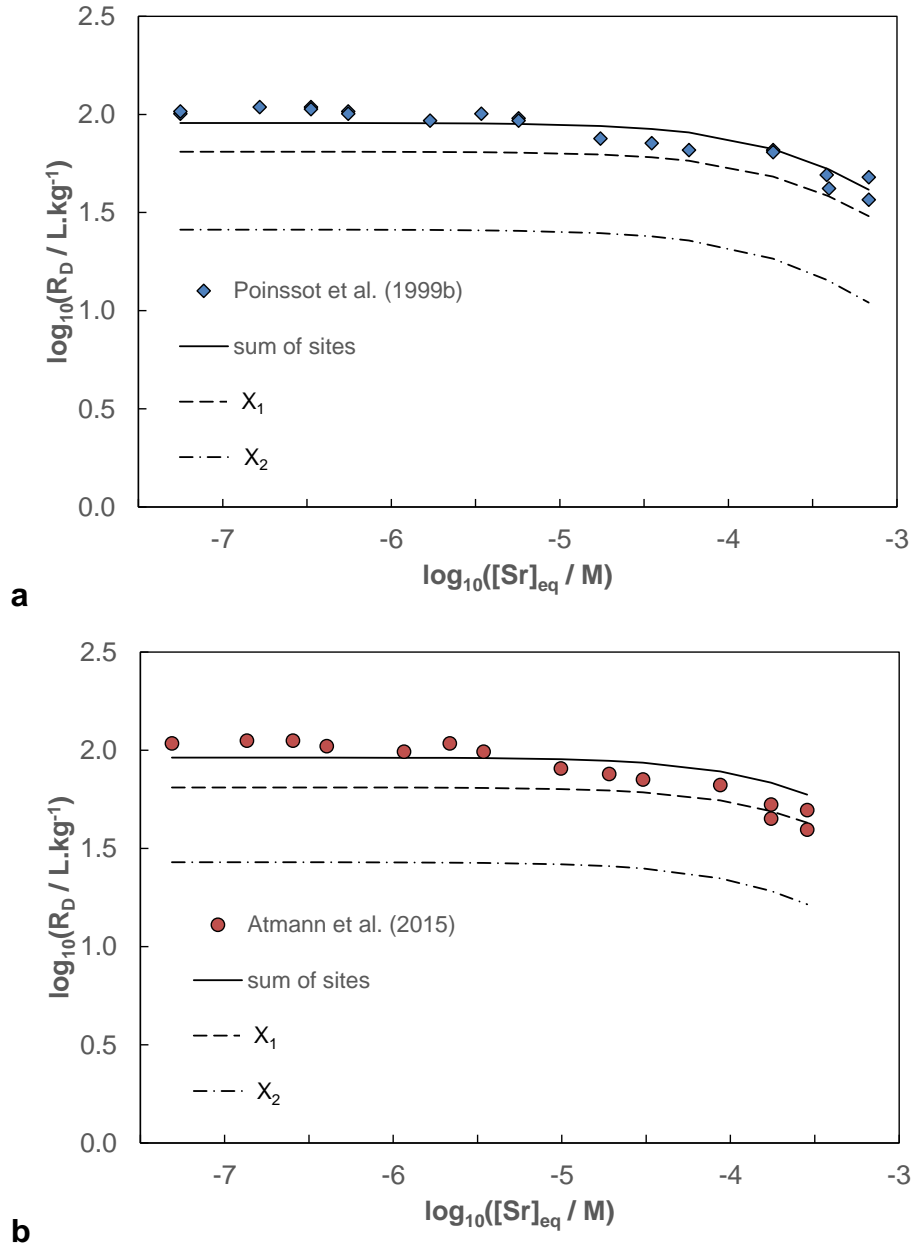 a
2.5
2.0
1.5
1.0
0.5
0.0
log₁₀(R_D / L.kg⁻¹)
Poinssot et al. (1999b)
sum of sites
X₁
X₂
-7
-6
-5
-4
-3
log₁₀([Sr]eq / M)
b
2.5
2.0
1.5
1.0
0.5
0.0
log₁₀(R_D / L.kg⁻¹)
Atmann et al. (2015)
sum of sites
X₁
X₂
-7
-6
-5
-4
-3
log₁₀([Sr]eq / M)